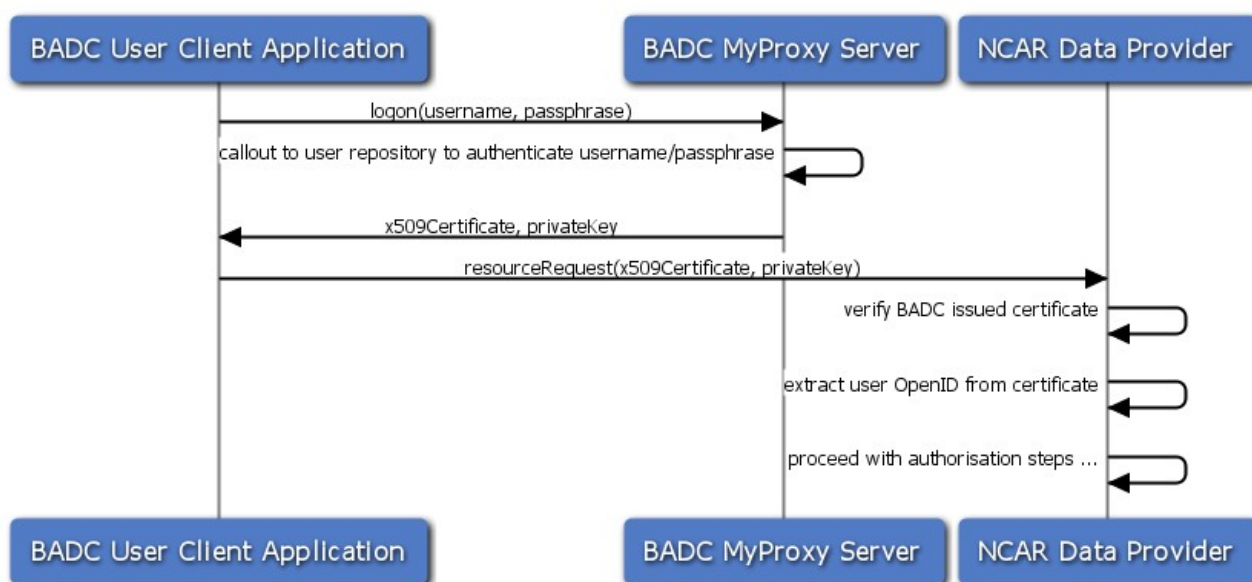 BADC User Client Application
BADC MyProxy Server
NCAR Data Provider
logon(username, passphrase)
callout to user repository to authenticate username/passphrase
x509Certificate, privateKey
resourceRequest(x509Certificate, privateKey)
verify BADC issued certificate
extract user OpenID from certificate
proceed with authorisation steps ...
BADC User Client Application
BADC MyProxy Server
NCAR Data Provider